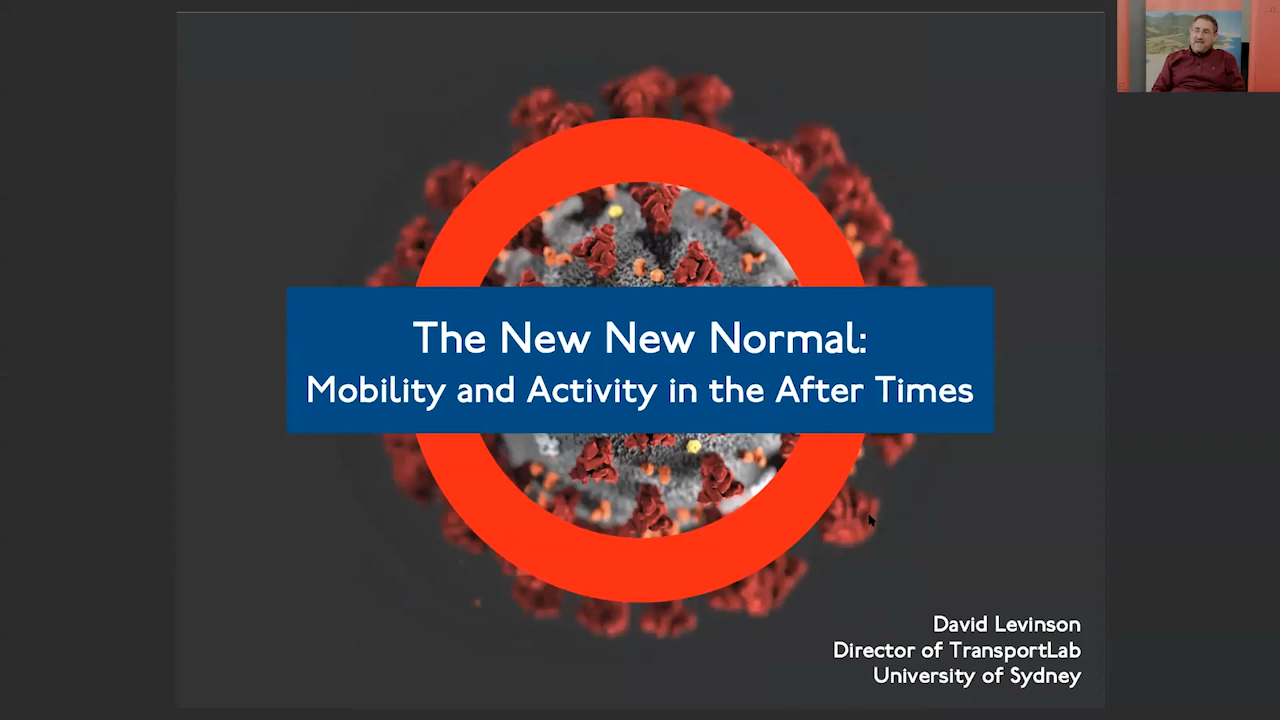 The New New Normal:
Mobility and Activity in the After Times
David Levinson
Director of TransportLab
University of Sydney